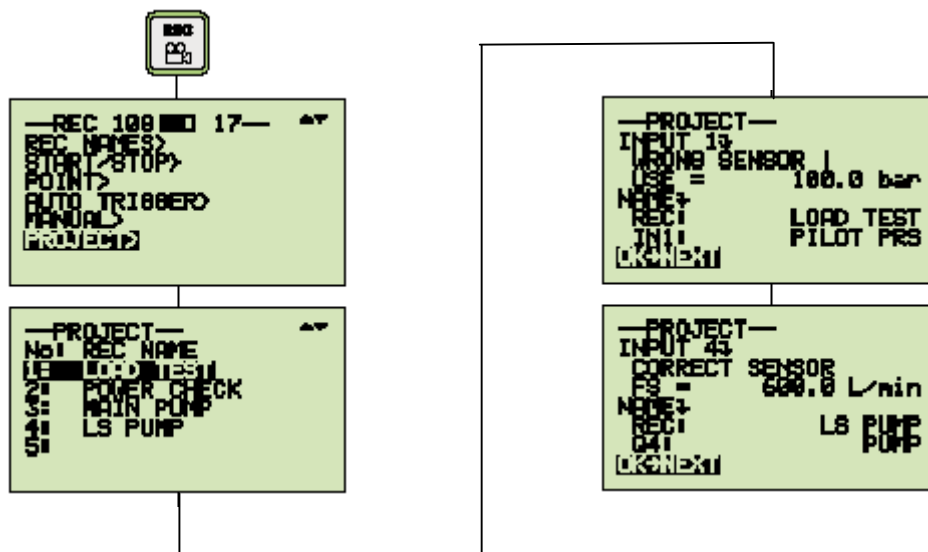 REC
—REC 100 17—
REC NAMES>
START/STOP>
POINT>
AUTO TRIGGER>
MANUAL>
PROJECT>
—PROJECT—
No: REC NAME
1: LOAD TEST
2: POWER CHECK
3: MAIN PUMP
4: LS PUMP
5:
—PROJECT—
INPUT 1↴
WRONG SENSOR !
USE = 100.0 bar
NAME↴
REC: LOAD TEST
IN1: PILOT PRS
OK→NEXT
—PROJECT—
INPUT 4↴
CORRECT SENSOR
FS = 600.0 L/min
NAME↴
REC: LS PUMP
Q4: PUMP
OK→NEXT